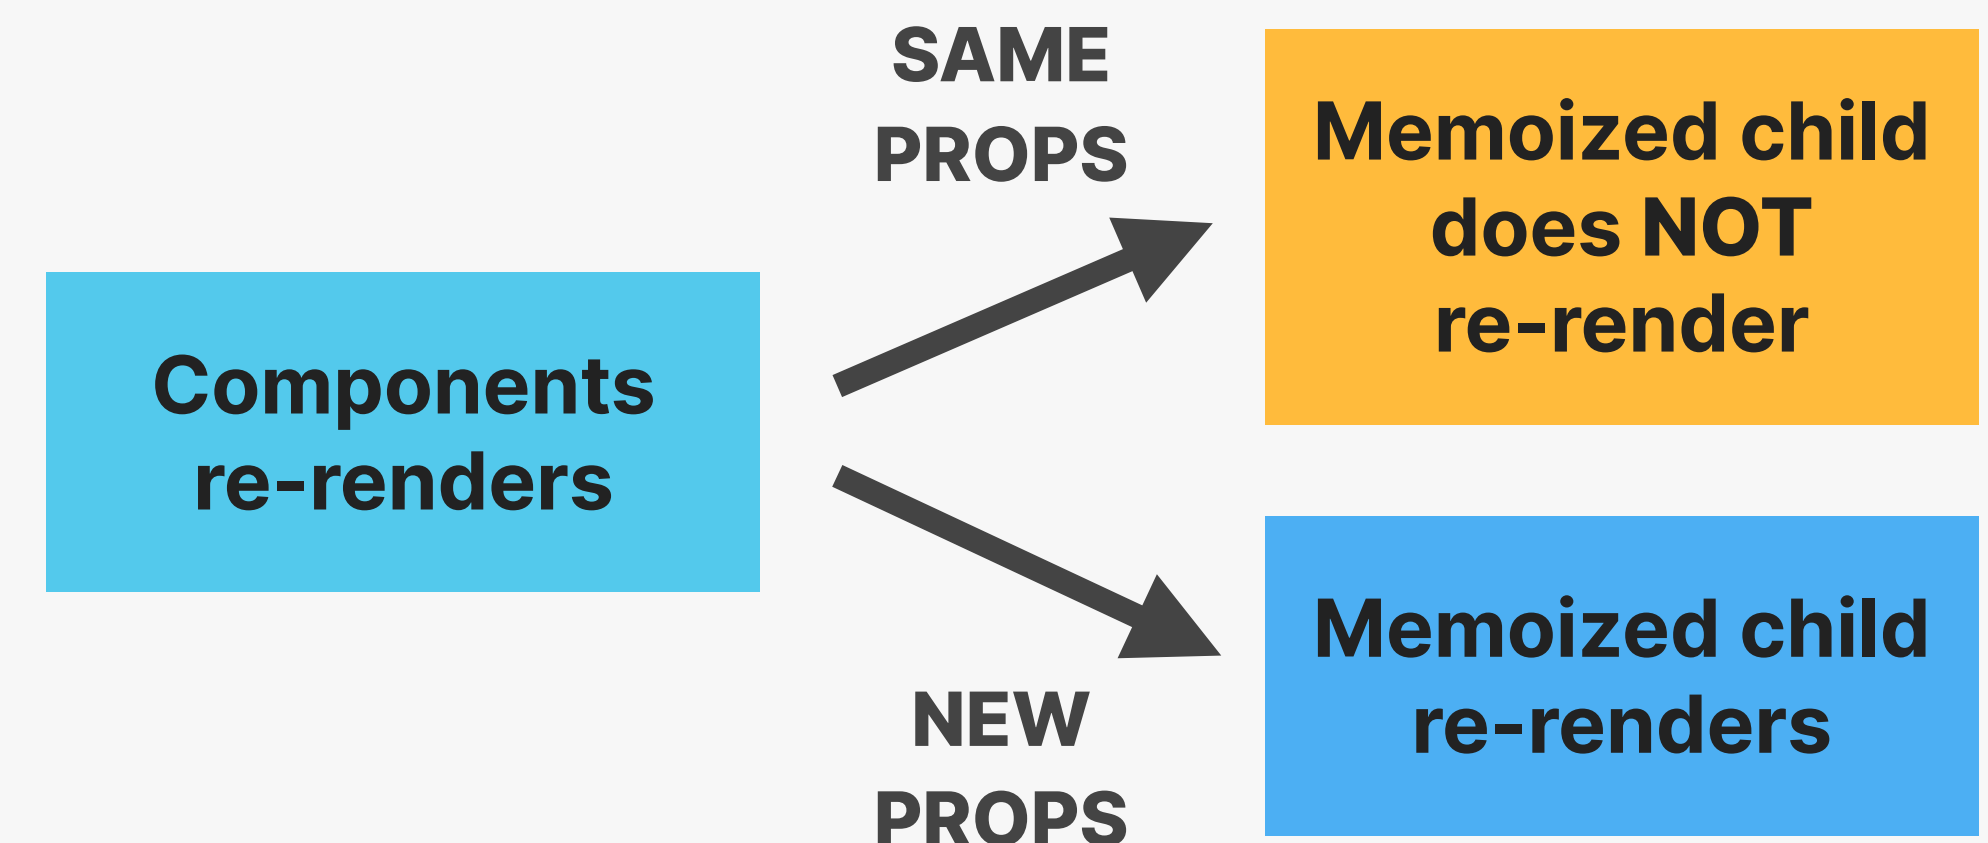 Components
re-renders
SAME
PROPS
Memoized child
does NOT
re-render
NEW
PROPS
Memoized child
re-renders